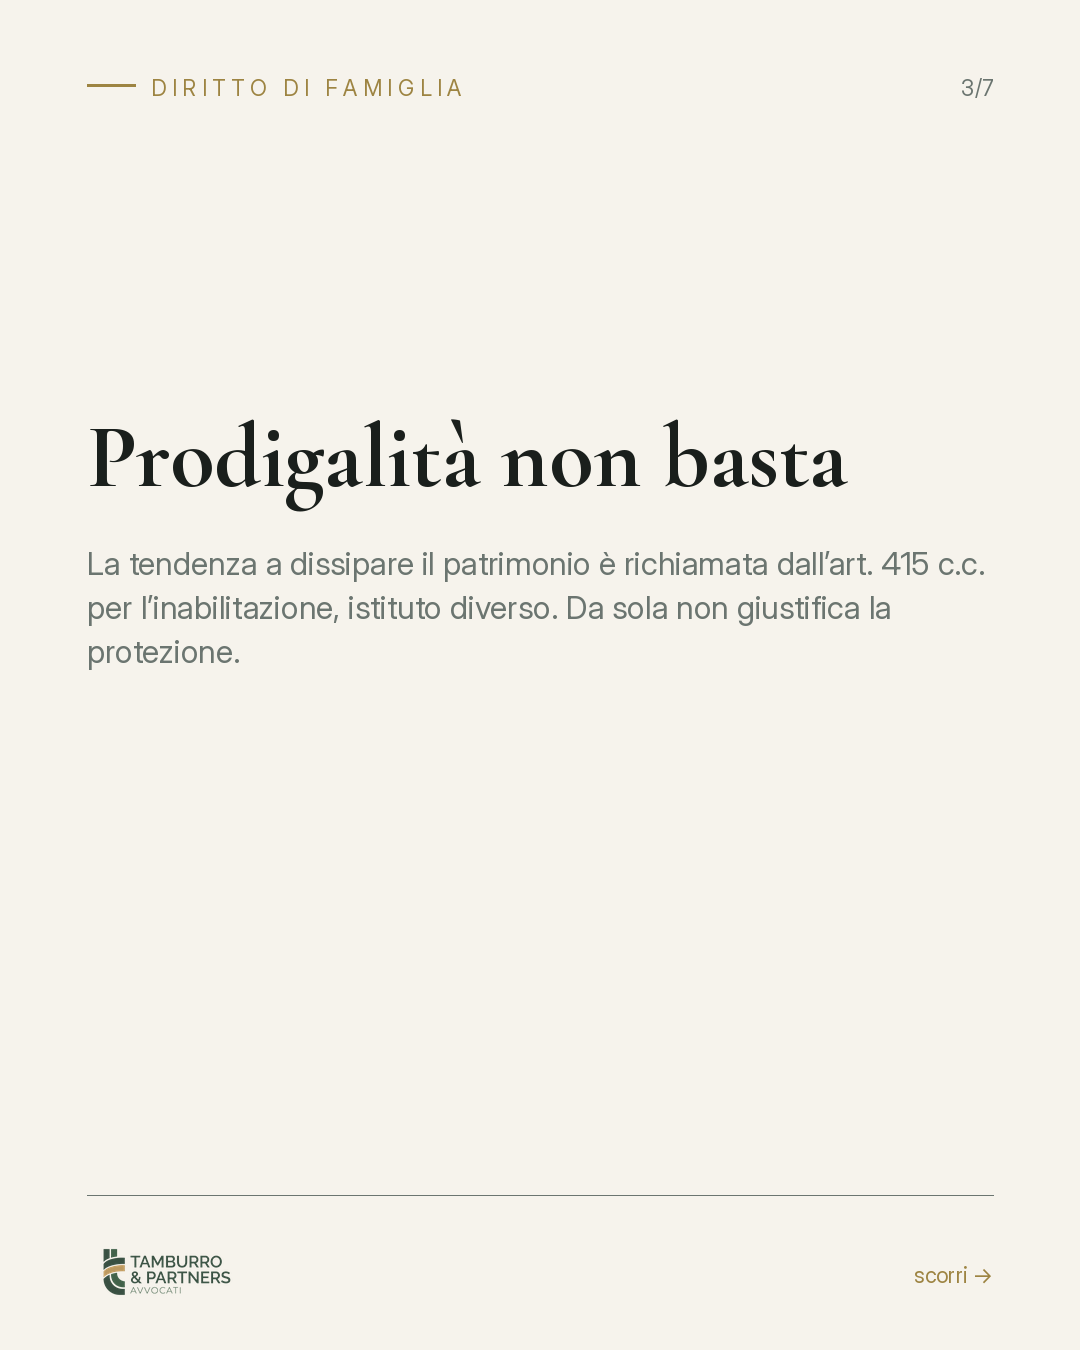 DIRITTO DI FAMIGLIA
3/7
Prodigalità non basta
La tendenza a dissipare il patrimonio è richiamata dall’art. 415 c.c.
per l’inabilitazione, istituto diverso. Da sola non giustifica la
protezione.
TAMBURRO
& PARTNERS
AVVOCATI
scorri →